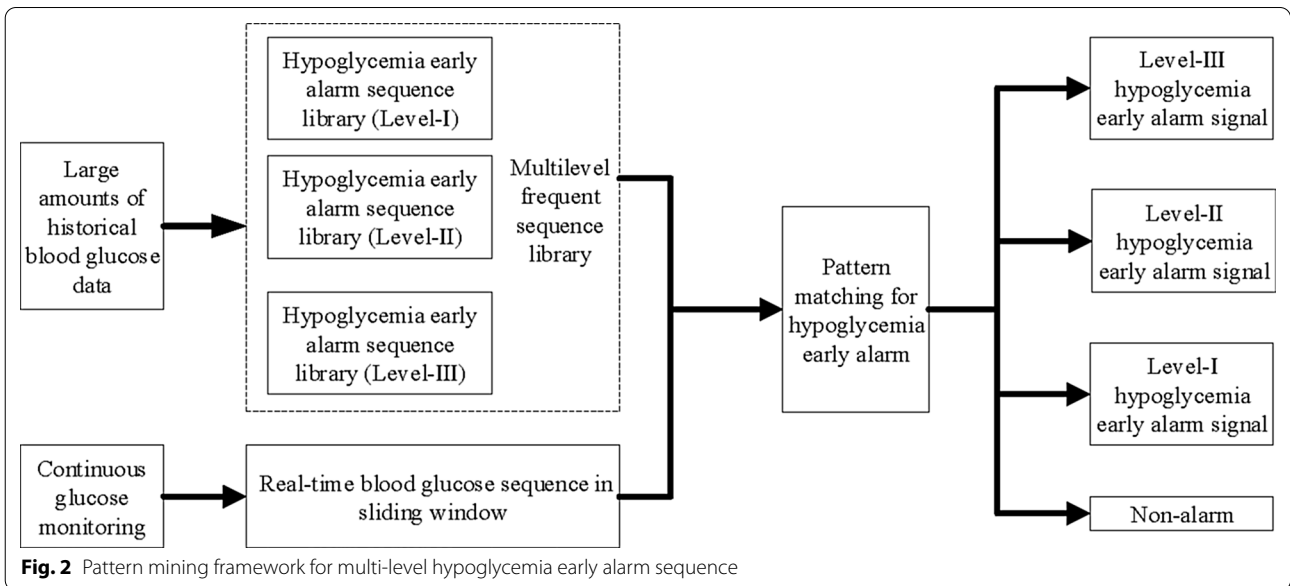 Large
amounts of
historical
blood glucose
data
Hypoglycemia early
alarm sequence
library (Level-I)
Hypoglycemia early
alarm sequence
library (Level-II)
Hypoglycemia early
alarm sequence
library (Level-III)
Multilevel
frequent
sequence
library
Continuous
glucose
monitoring
Real-time blood glucose sequence in
sliding window
Pattern
matching for
hypoglycemia
early alarm
Level-III
hypoglycemia
early alarm signal
Level-II
hypoglycemia
early alarm signal
Level-I
hypoglycemia
early alarm signal
Non-alarm
Fig. 2 Pattern mining framework for multi-level hypoglycemia early alarm sequence